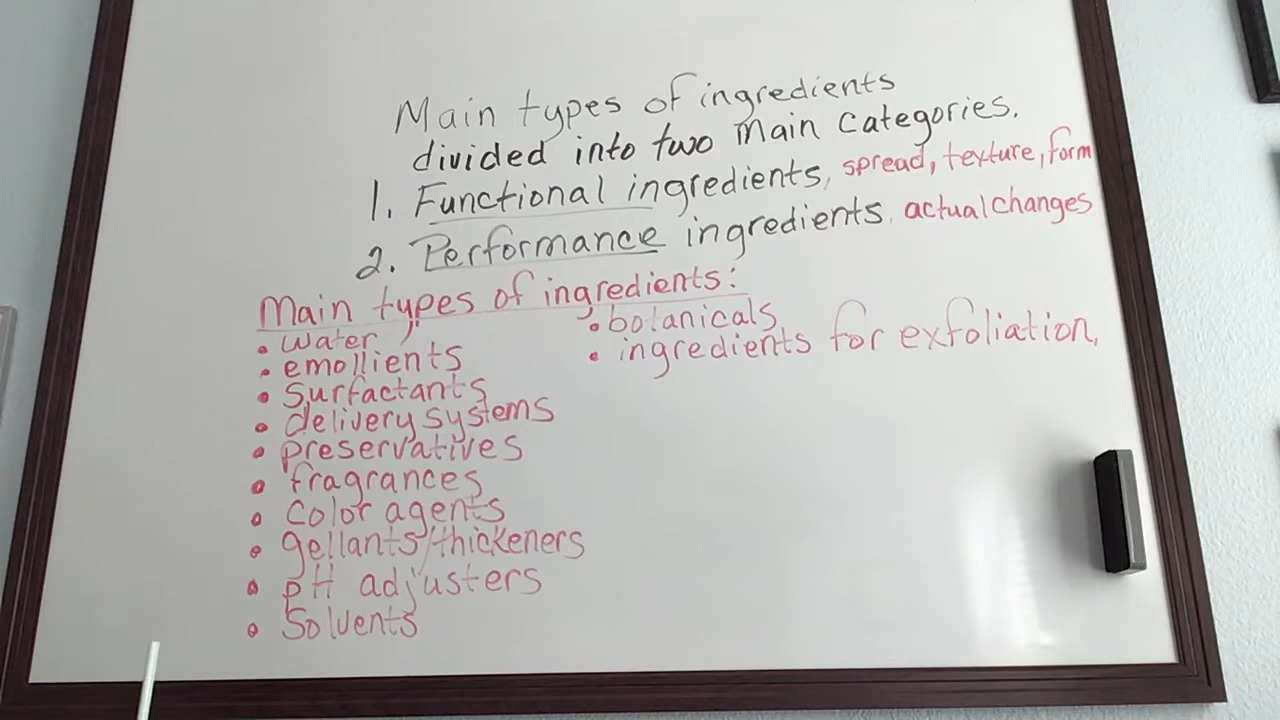 Main types of ingredients
divided into two main categories.
1. Functional ingredients, spread, texture, form
2. Performance ingredients. actual changes
Main types of ingredients:
• water
• emollients
• surfactants
• delivery systems
• preservatives
• fragrances
• color agents
• gellants/thickeners
• pH adjusters
• Solvents
• botanicals
• ingredients for exfoliation,